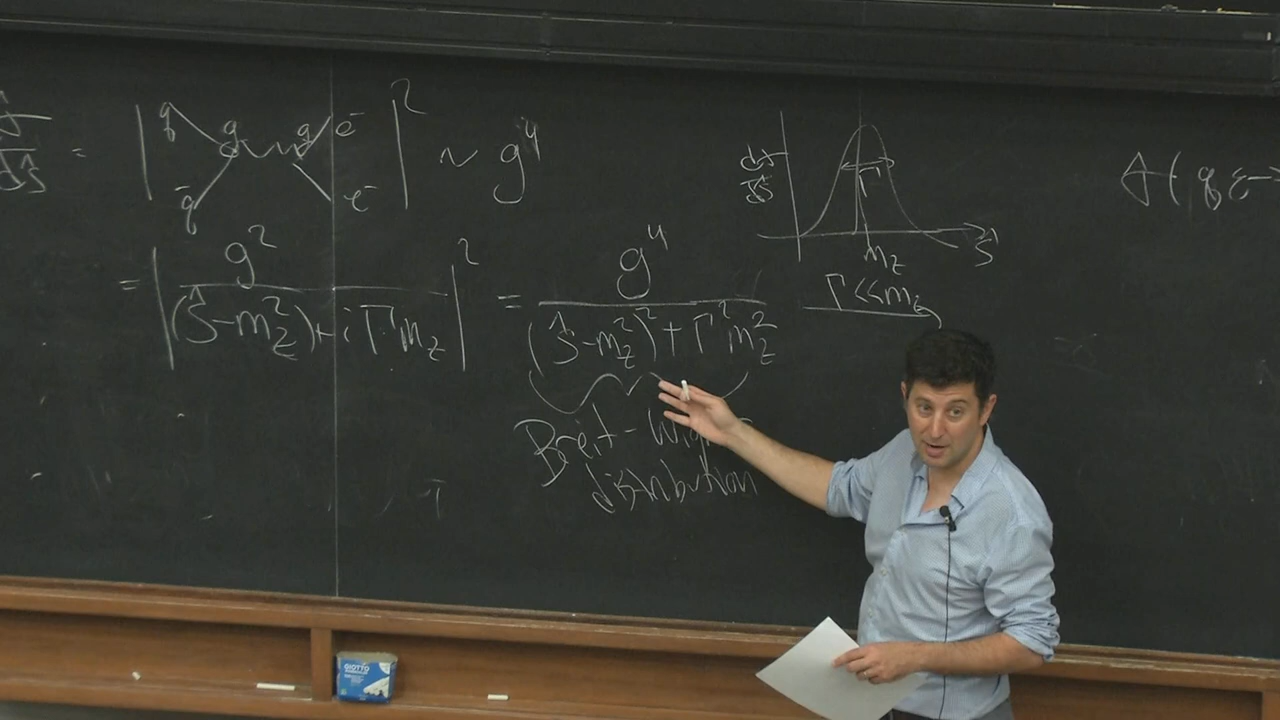 dσ/dŝ = | q q̄ g g e⁻ e⁻ |² ~ g⁴
= | g² / ((ŝ-m_Z²)+iΓm_Z) |² = g⁴ / ((ŝ-m_Z²)²+Γ²m_Z²)
Breit-Wigner
distribution
dσ/dŝ
Γ
m_Z
ŝ
Γ<<m_Z
GIOTTO